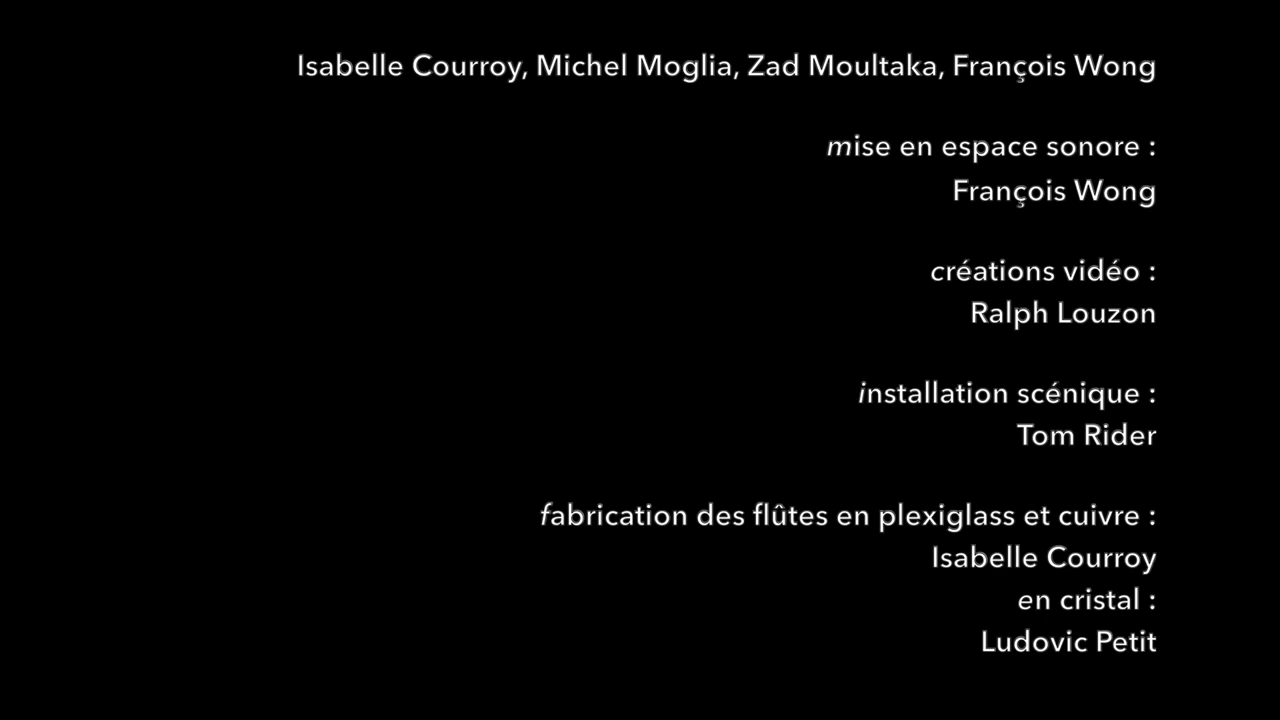 Isabelle Courroy, Michel Moglia, Zad Moultaka, François Wong
mise en espace sonore :
François Wong
créations vidéo :
Ralph Louzon
installation scénique :
Tom Rider
fabrication des flûtes en plexiglass et cuivre :
Isabelle Courroy
en cristal :
Ludovic Petit